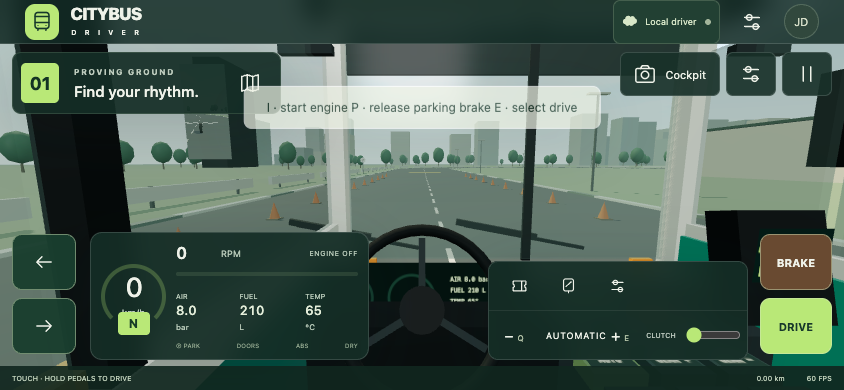 CITYBUS
DRIVER
Local driver
JD
01
PROVING GROUND
Find your rhythm.
Cockpit
I · start engine P · release parking brake E · select drive
0 RPM ENGINE OFF
0
N
AIR FUEL TEMP
8.0 210 65
bar L °C
PARK DOORS ABS DRY
AIR 8.0
FUEL 210 L
TEMP 65°
− Q AUTOMATIC + E CLUTCH
BRAKE
DRIVE
TOUCH · HOLD PEDALS TO DRIVE
0.00 km 60 FPS